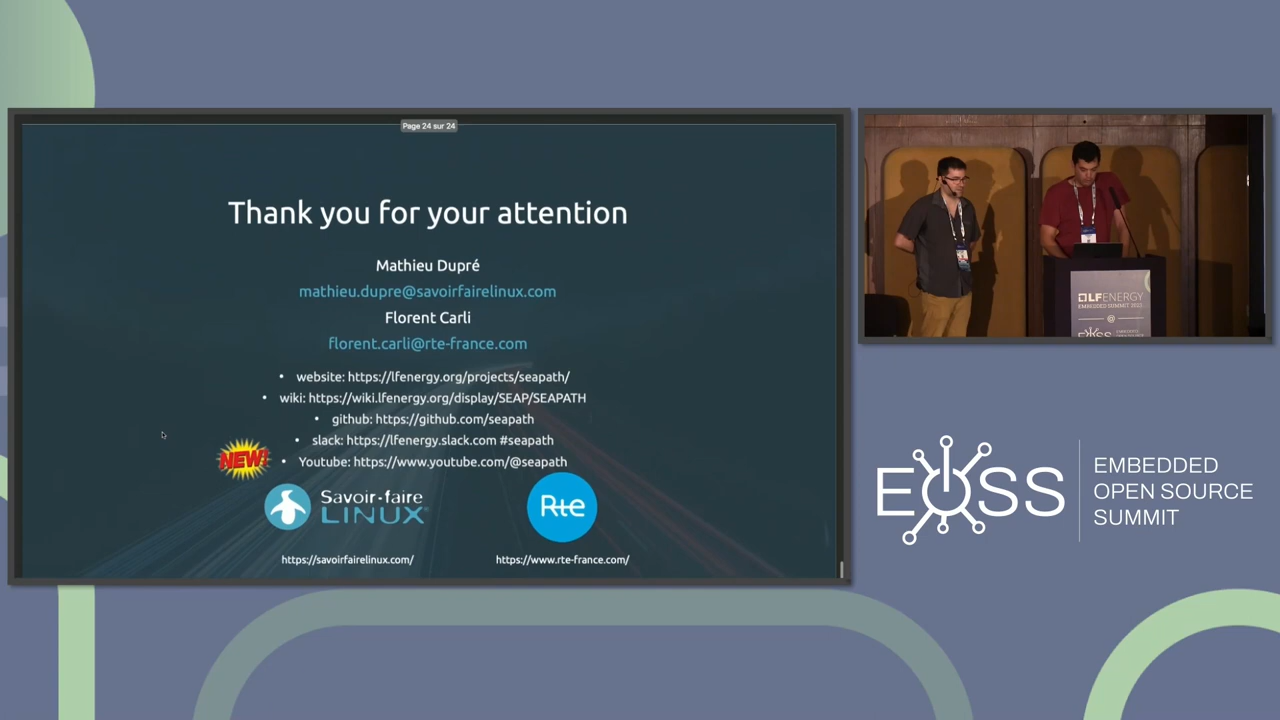 Page 24 sur 24
Thank you for your attention
Mathieu Dupré
mathieu.dupre@savoirfairelinux.com
Florent Carli
florent.carli@rte-france.com
• website: https://lfenergy.org/projects/seapath/
• wiki: https://wiki.lfenergy.org/display/SEAP/SEAPATH
• github: https://github.com/seapath
• slack: https://lfenergy.slack.com #seapath
NEW!
• Youtube: https://www.youtube.com/@seapath
Savoir-faire
LINUX
Rte
https://savoirfairelinux.com/
https://www.rte-france.com/
LFENERGY
EMBEDDED SUMMIT 2023
@
EOSS
EMBEDDED
OPEN SOURCE
SUMMIT